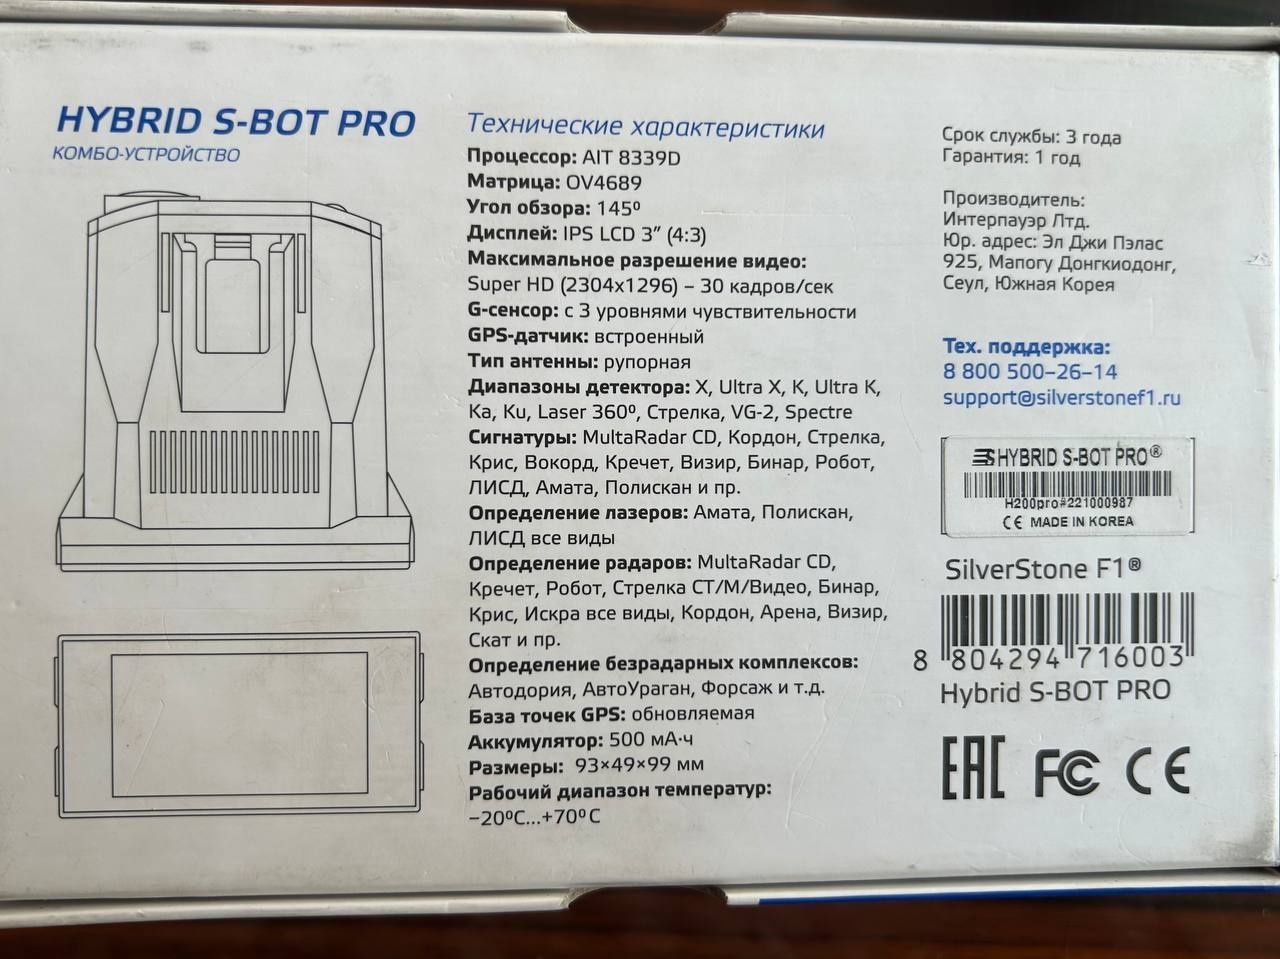 HYBRID S-BOT PRO
КОМБО-УСТРОЙСТВО
Технические характеристики
Процессор: AIT 8339D
Матрица: OV4689
Угол обзора: 145º
Дисплей: IPS LCD 3” (4:3)
Максимальное разрешение видео:
Super HD (2304x1296) – 30 кадров/сек
G-сенсор: с 3 уровнями чувствительности
GPS-датчик: встроенный
Тип антенны: рупорная
Диапазоны детектора: X, Ultra X, K, Ultra K,
Ka, Ku, Laser 360º, Стрелка, VG-2, Spectre
Сигнатуры: MultaRadar CD, Кордон, Стрелка,
Крис, Вокорд, Кречет, Визир, Бинар, Робот,
ЛИСД, Амата, Полискан и пр.
Определение лазеров: Амата, Полискан,
ЛИСД все виды
Определение радаров: MultaRadar CD,
Кречет, Робот, Стрелка СТ/М/Видео, Бинар,
Крис, Искра все виды, Кордон, Арена, Визир,
Скат и пр.
Определение безрадарных комплексов:
Автодория, АвтоУраган, Форсаж и т.д.
База точек GPS: обновляемая
Аккумулятор: 500 мА·ч
Размеры: 93×49×99 мм
Рабочий диапазон температур:
–20ºC...+70ºC
Срок службы: 3 года
Гарантия: 1 год
Производитель:
Интерпауэр Лтд.
Юр. адрес: Эл Джи Пэлас
925, Мапогу Донгкиодонг,
Сеул, Южная Корея
Тех. поддержка:
8 800 500–26–14
support@silverstonef1.ru
HYBRID S-BOT PRO®
H200pro#221000987
CE MADE IN KOREA
SilverStone F1®
8 804294 716003
Hybrid S-BOT PRO
EAC FC CE